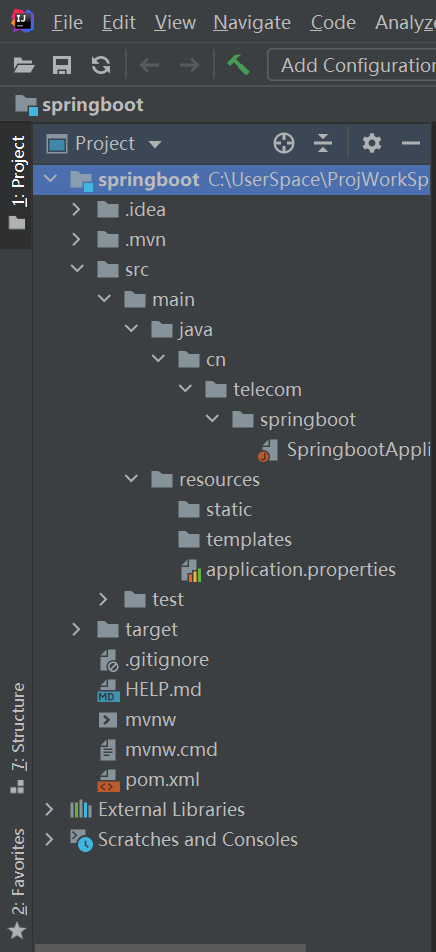 File Edit View Navigate Code Analyze
Add Configuration
springboot
1: Project
Project
springboot C:\UserSpace\ProjWorkSp
.idea
.mvn
src
main
java
cn
telecom
springboot
SpringbootAppli
resources
static
templates
application.properties
test
target
.gitignore
HELP.md
mvnw
mvnw.cmd
pom.xml
External Libraries
Scratches and Consoles
7: Structure
2: Favorites